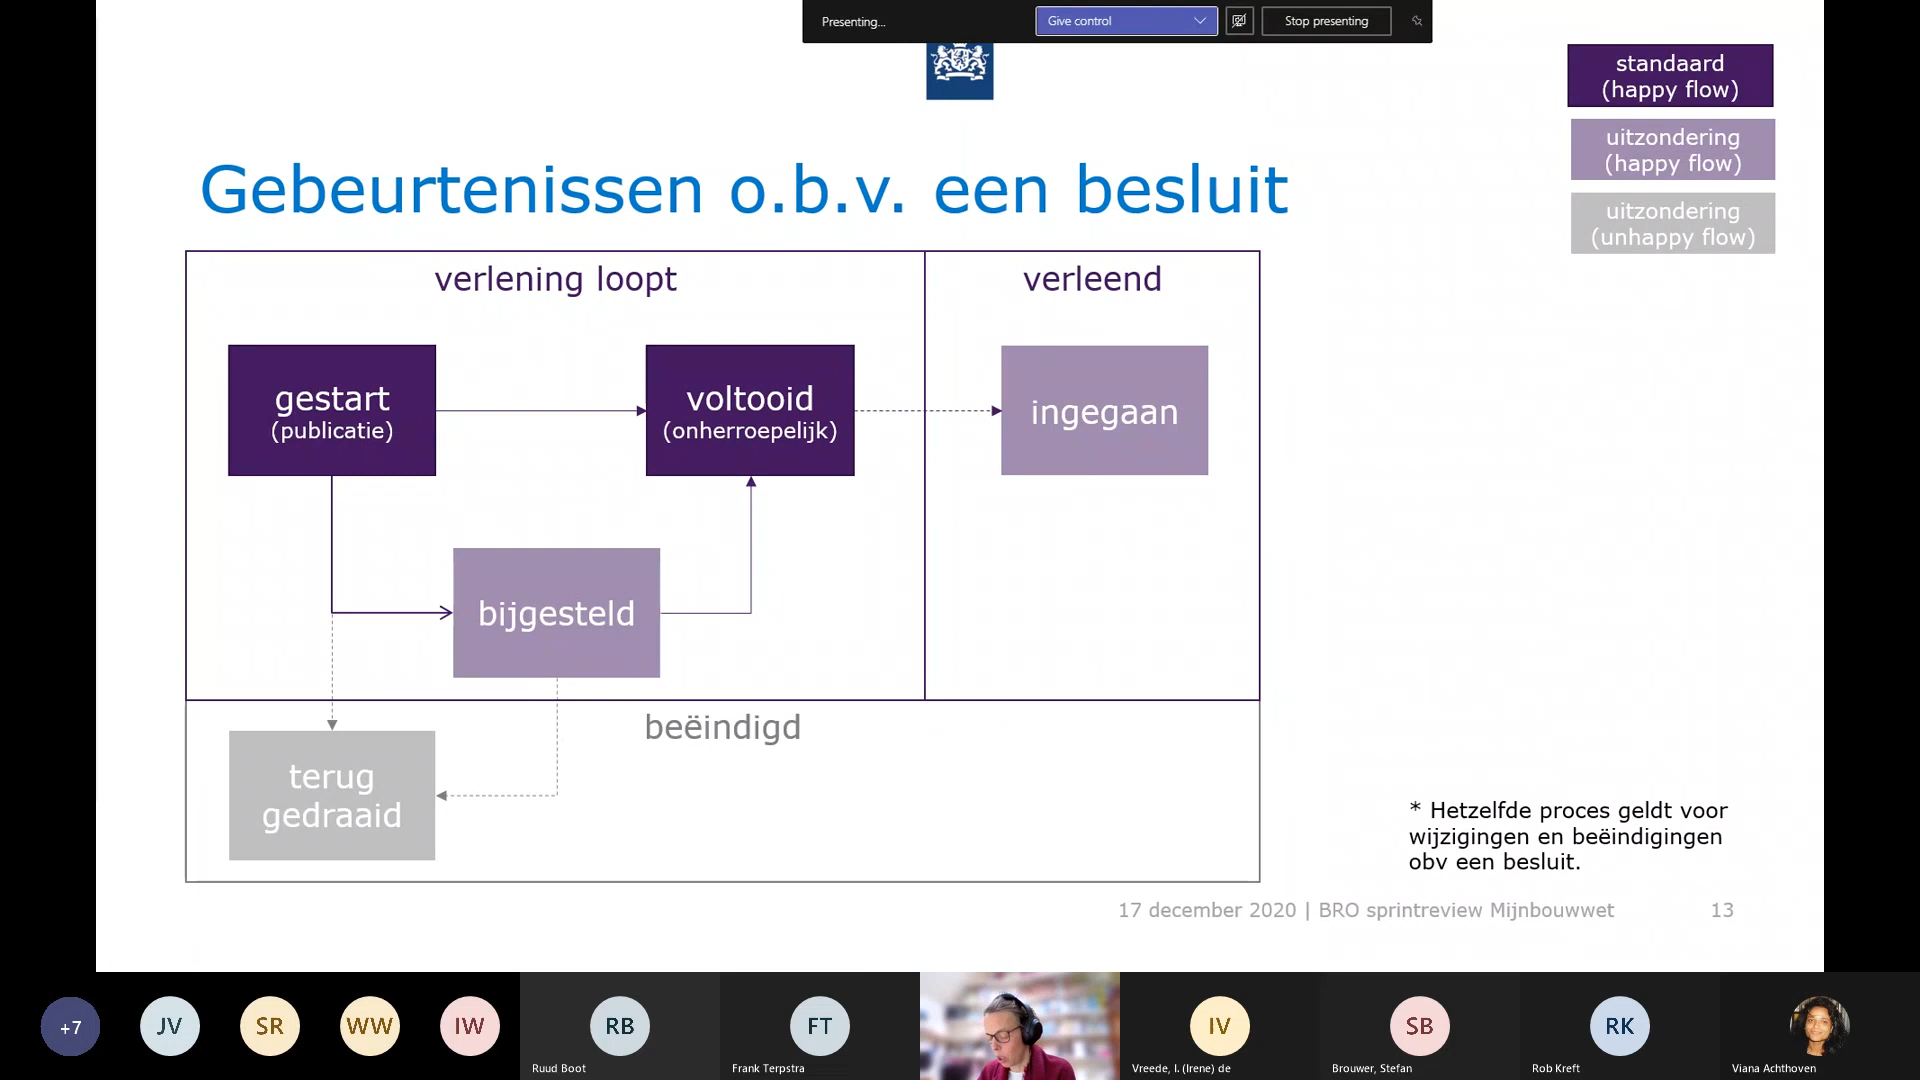 Presenting...
Give control
Stop presenting
standaard
(happy flow)
uitzondering
(happy flow)
uitzondering
(unhappy flow)
Gebeurtenissen o.b.v. een besluit
verlening loopt
verleend
gestart
(publicatie)
voltooid
(onherroepelijk)
ingegaan
bijgesteld
beëindigd
terug
gedraaid
* Hetzelfde proces geldt voor
wijzigingen en beëindigingen
obv een besluit.
17 december 2020 | BRO sprintreview Mijnbouwwet
13
+7
JV
SR
WW
IW
RB
Ruud Boot
FT
Frank Terpstra
IV
Vreede, I. (Irene) de
SB
Brouwer, Stefan
RK
Rob Kreft
Viana Achthoven